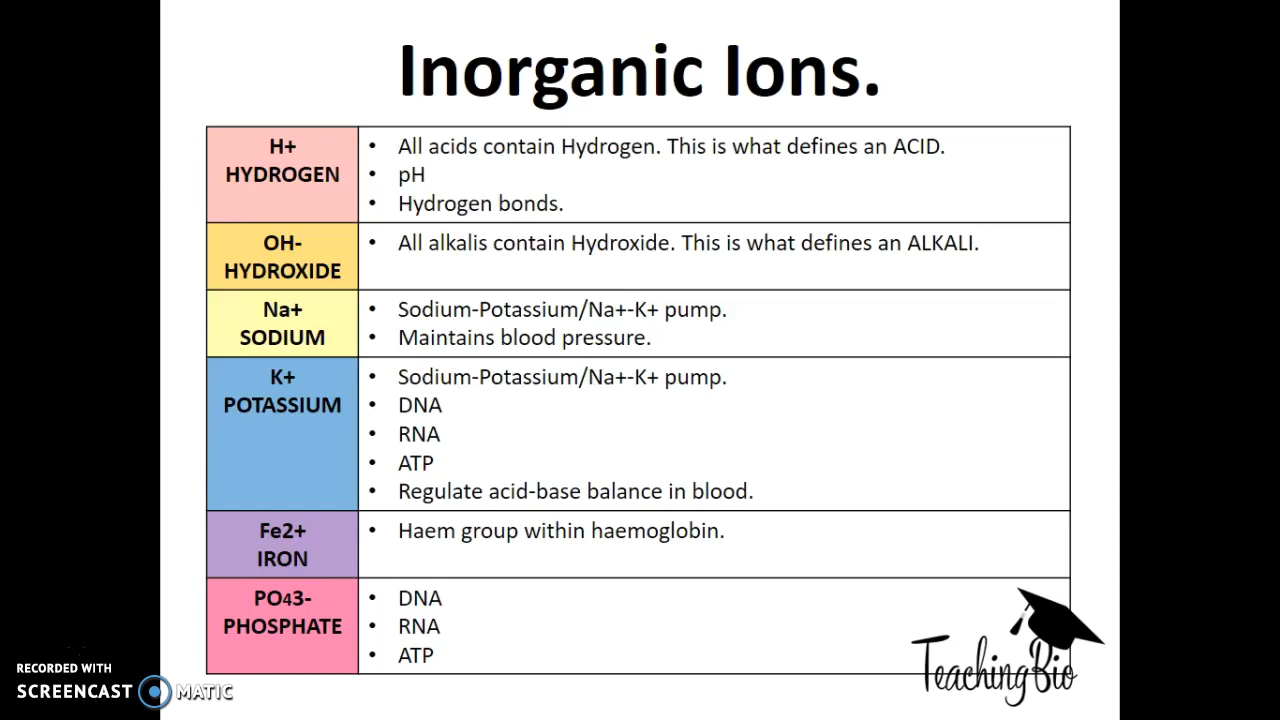 Inorganic Ions.
H+
HYDROGEN
• All acids contain Hydrogen. This is what defines an ACID.
• pH
• Hydrogen bonds.
OH-
HYDROXIDE
• All alkalis contain Hydroxide. This is what defines an ALKALI.
Na+
SODIUM
• Sodium-Potassium/Na+-K+ pump.
• Maintains blood pressure.
K+
POTASSIUM
• Sodium-Potassium/Na+-K+ pump.
• DNA
• RNA
• ATP
• Regulate acid-base balance in blood.
Fe2+
IRON
• Haem group within haemoglobin.
PO43-
PHOSPHATE
• DNA
• RNA
• ATP
TeachingBio
RECORDED WITH
SCREENCAST MATIC